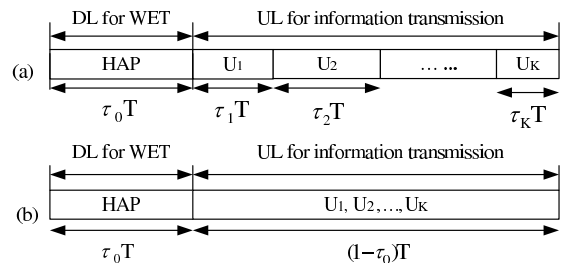 DL for WET UL for information transmission
(a) HAP U1 U2 ... ... UK
τ0T τ1T τ2T τKT
DL for WET UL for information transmission
(b) HAP U1, U2 ,...,UK
τ0T (1−τ0)T